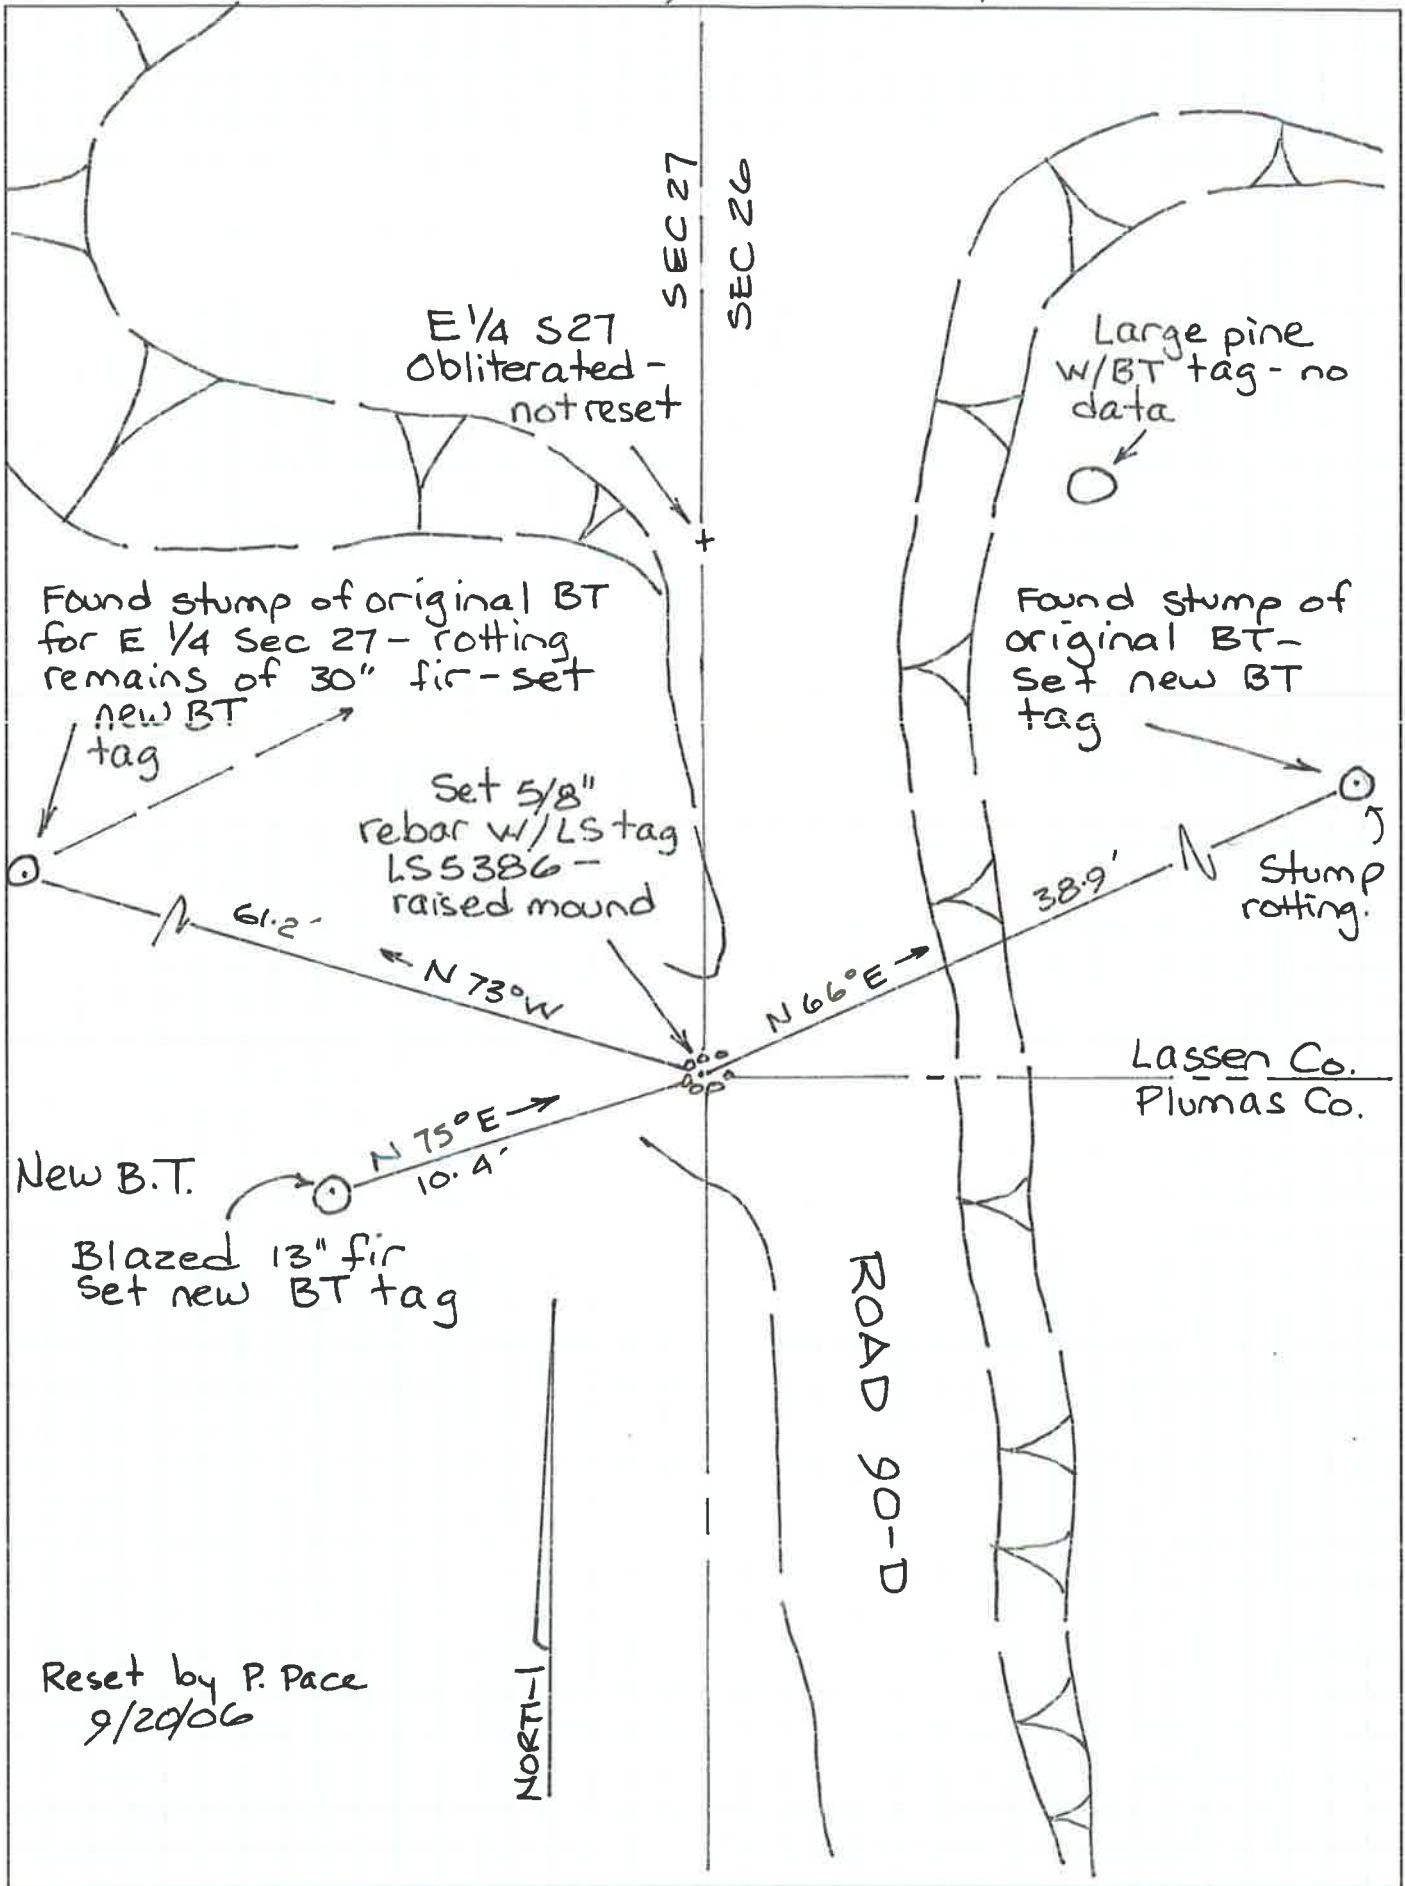 SEC 27
SEC 26
E 1/4 S27
Obliterated -
not reset
Large pine
W/BT tag - no
data
Found stump of original BT
for E 1/4 Sec 27 - rotting
remains of 30" fir - set
new BT
tag
Found stump of
original BT -
Set new BT
tag
Set 5/8"
rebar w/LS tag
LS5386 -
raised mound
Stump
rotting.
61.2'
N 73° W
N 66° E
38.9'
Lassen Co.
Plumas Co.
N 75° E
10.4'
New B.T.
Blazed 13" fir
Set new BT tag
ROAD 90-D
NORTH
Reset by P. Pace
9/20/06